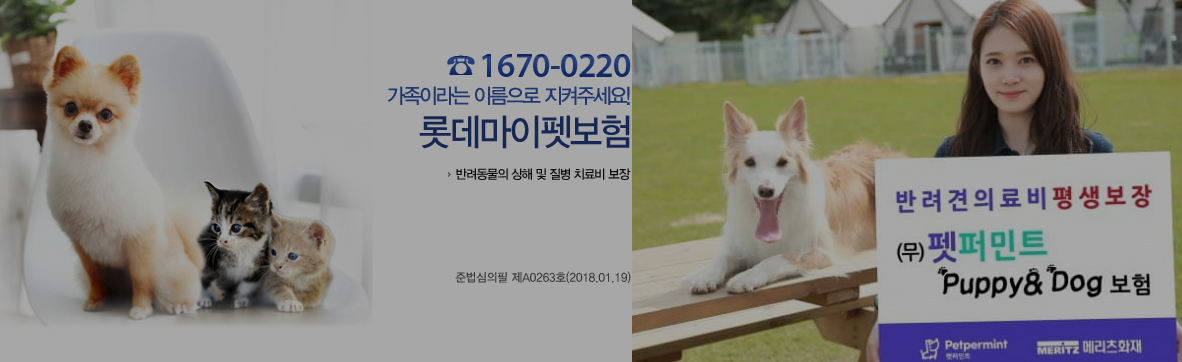 ☎ 1670-0220
가족이라는 이름으로 지켜주세요!
롯데마이펫보험
› 반려동물의 상해 및 질병 치료비 보장
준법심의필 제A0263호(2018.01.19)
반려견의료비평생보장
(무)펫퍼민트
Puppy& Dog 보험
Petpermint
펫퍼민트
MERITZ 메리츠화재